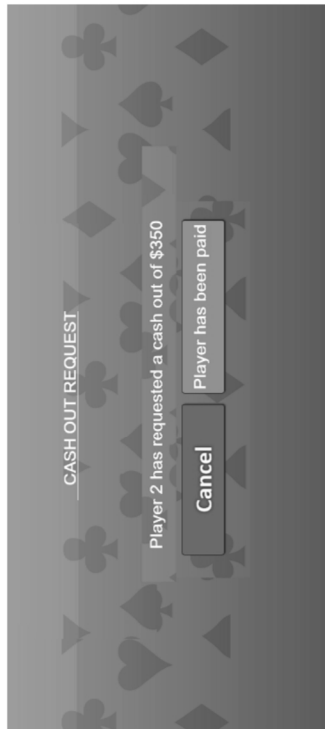 CASH OUT REQUEST
Player 2 has requested a cash out of $350
Cancel
Player has been paid